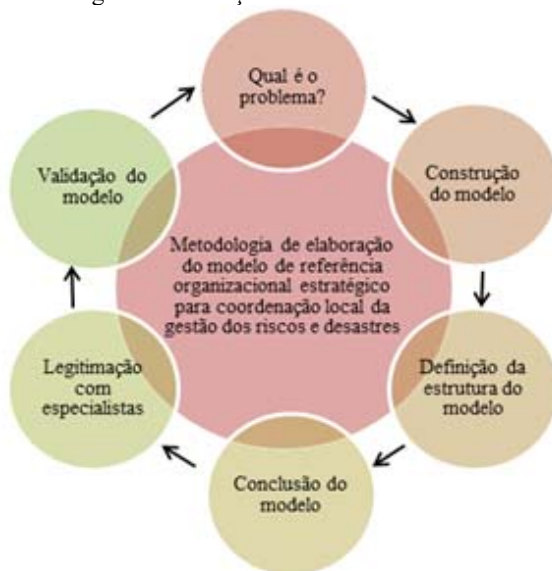 Qual é o
problema?
Construção
do modelo
Definição da
estrutura do
modelo
Conclusão do
modelo
Legitimação
com
especialistas
Validação do
modelo
Metodologia de elaboração
do modelo de referência
organizacional estratégico
para coordenação local da
gestão dos riscos e desastres